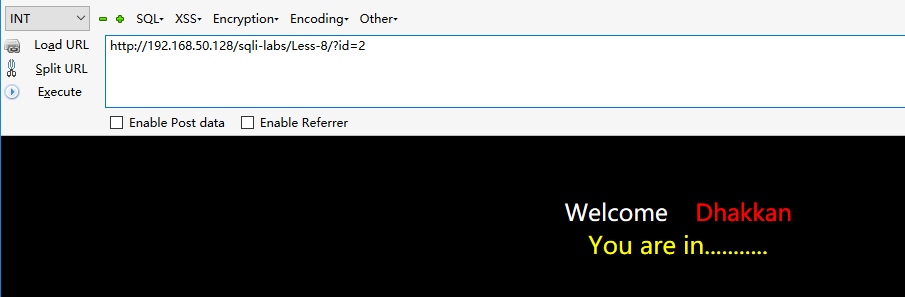 INT SQL▾ XSS▾ Encryption▾ Encoding▾ Other▾
Load URL http://192.168.50.128/sqli-labs/Less-8/?id=2
Split URL
Execute
Enable Post data Enable Referrer
Welcome Dhakkan
You are in...........